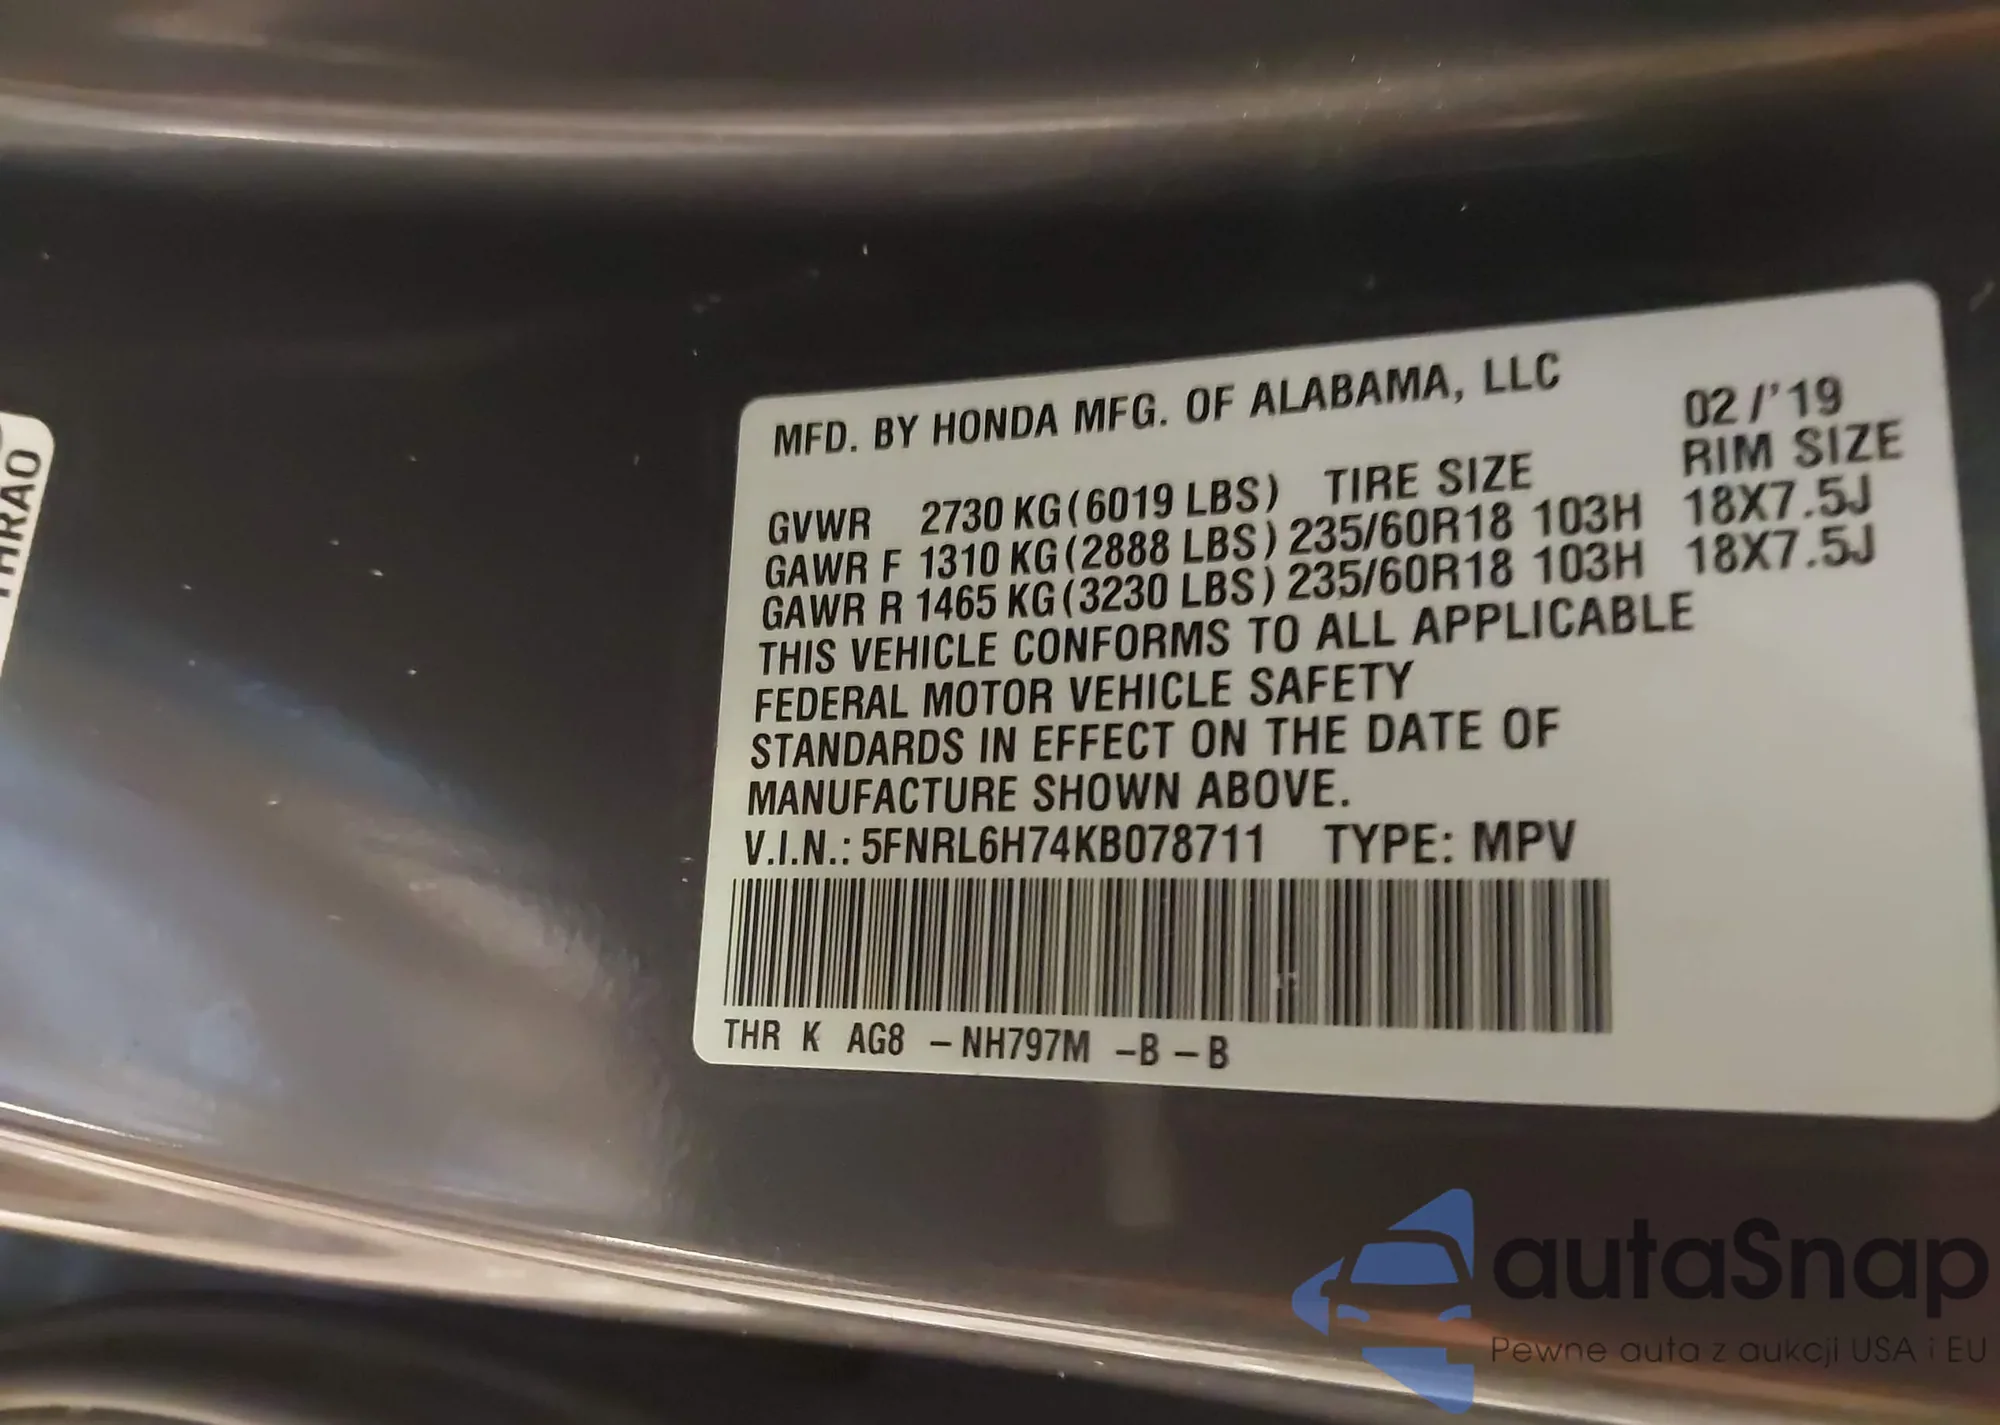 THRAO
MFD. BY HONDA MFG. OF ALABAMA, LLC 02/'19
GVWR 2730 KG(6019 LBS) TIRE SIZE RIM SIZE
GAWR F 1310 KG(2888 LBS) 235/60R18 103H 18X7.5J
GAWR R 1465 KG(3230 LBS) 235/60R18 103H 18X7.5J
THIS VEHICLE CONFORMS TO ALL APPLICABLE
FEDERAL MOTOR VEHICLE SAFETY
STANDARDS IN EFFECT ON THE DATE OF
MANUFACTURE SHOWN ABOVE.
V.I.N.: 5FNRL6H74KB078711 TYPE: MPV
THR K AG8 –NH797M –B –B
autaSnap
Pewne auta z aukcji USA i EU